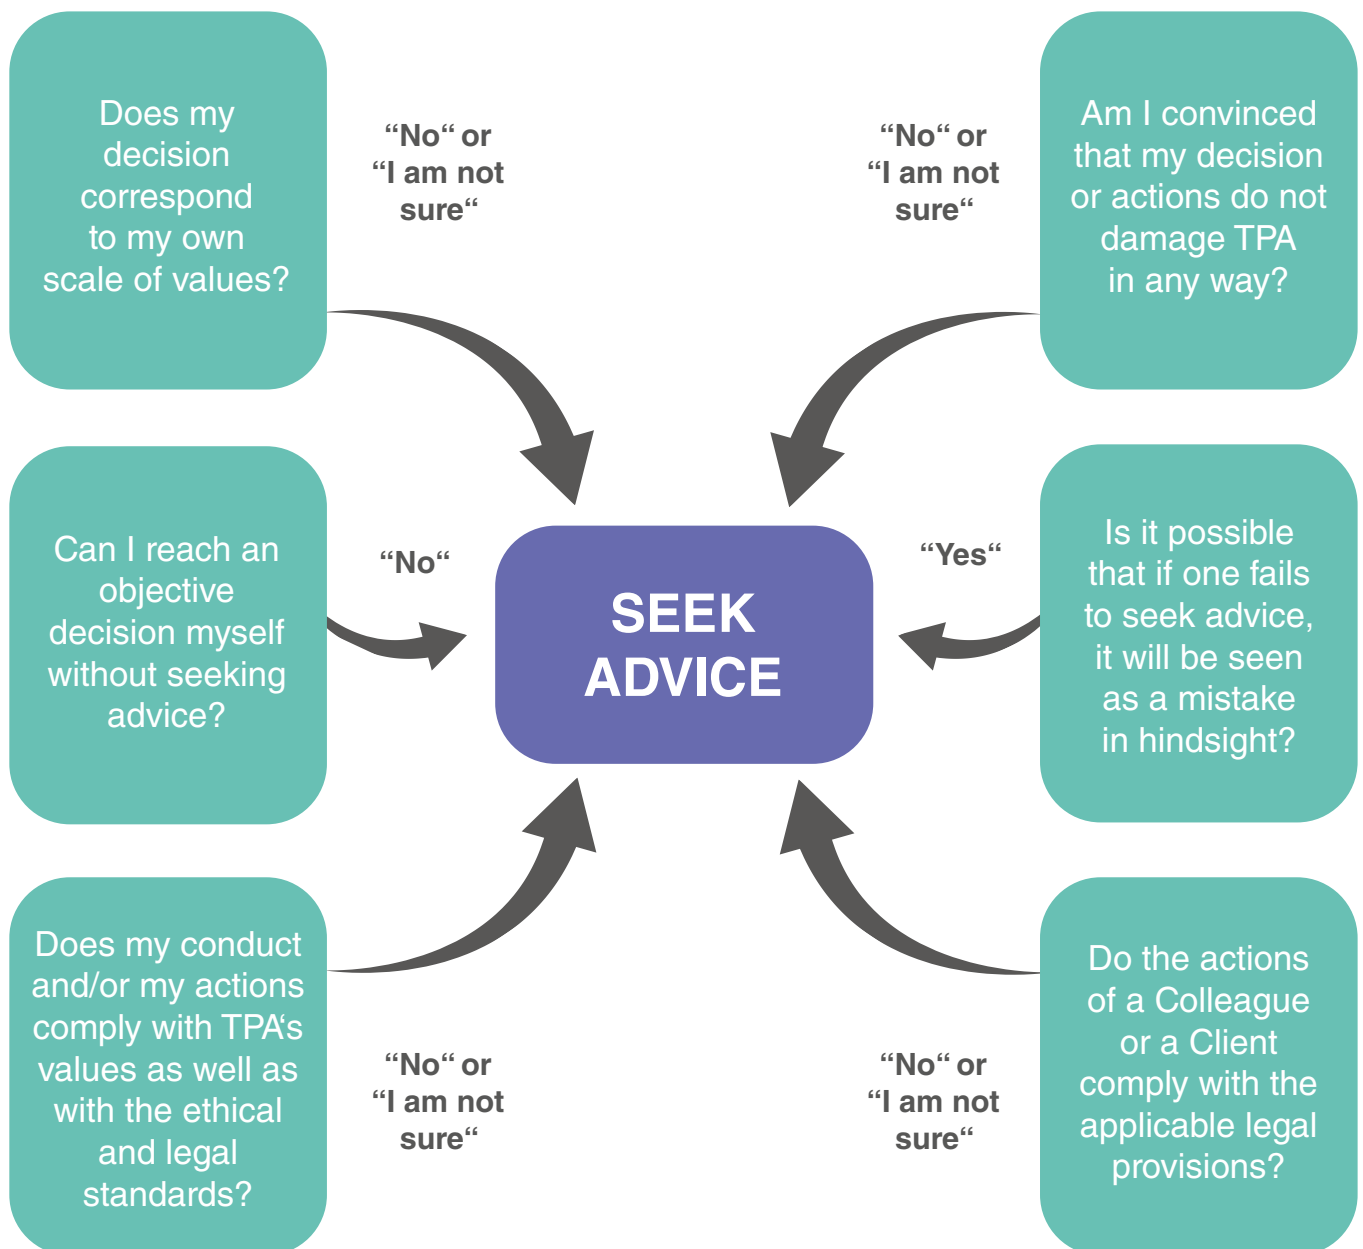 Does my
decision
correspond
to my own
scale of values?
“No“ or
“I am not
sure“
“No“ or
“I am not
sure“
Am I convinced
that my decision
or actions do not
damage TPA
in any way?
Can I reach an
objective
decision myself
without seeking
advice?
“No“
SEEK
ADVICE
“Yes“
Is it possible
that if one fails
to seek advice,
it will be seen
as a mistake
in hindsight?
Does my conduct
and/or my actions
comply with TPA‘s
values as well as
with the ethical
and legal
standards?
“No“ or
“I am not
sure“
“No“ or
“I am not
sure“
Do the actions
of a Colleague
or a Client
comply with the
applicable legal
provisions?